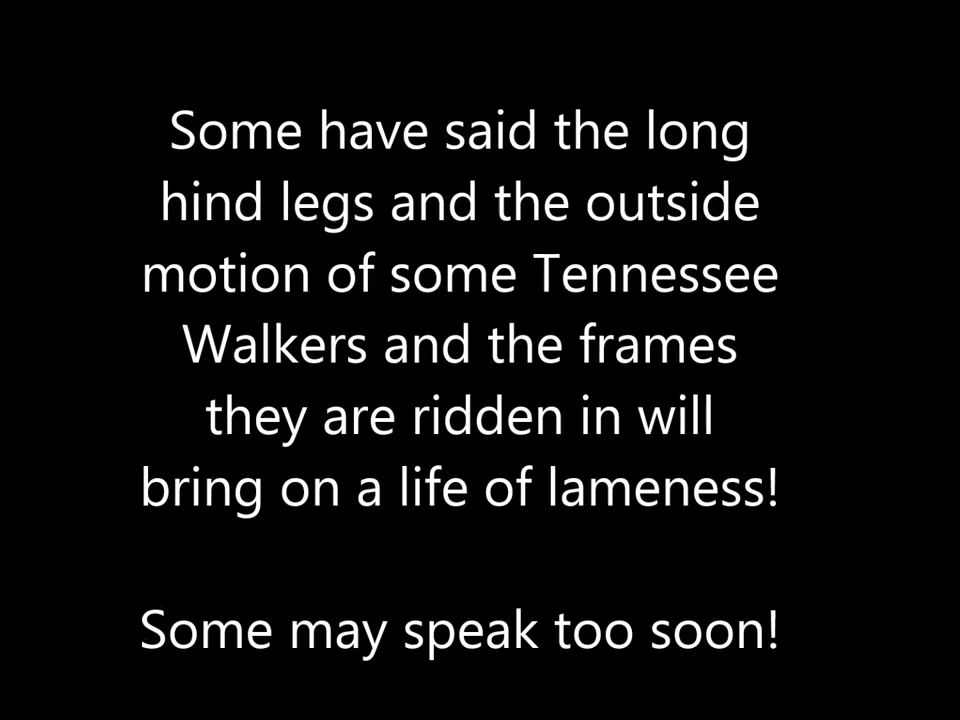 Some have said the long
hind legs and the outside
motion of some Tennessee
Walkers and the frames
they are ridden in will
bring on a life of lameness!
Some may speak too soon!